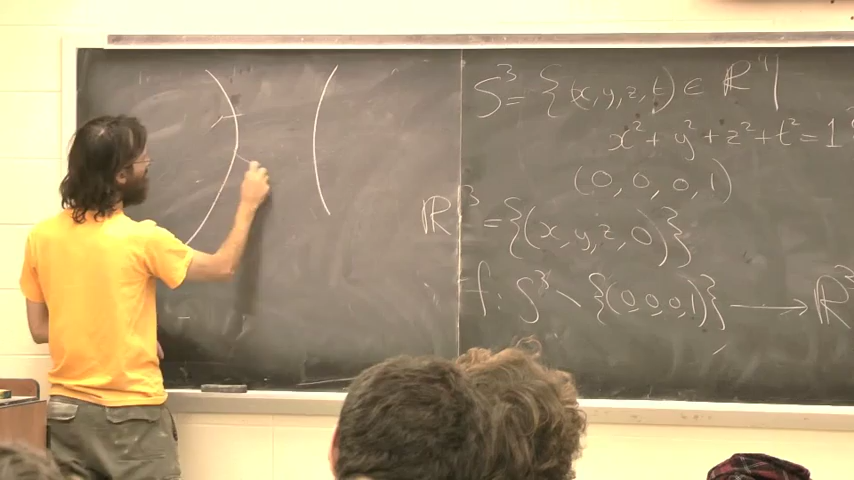 S³ = {(x, y, z, t) ∈ ℝ⁴ |
x² + y² + z² + t² = 1
(0, 0, 0, 1)
ℝ³ = {(x, y, z, 0)}
f: S³ \ {(0, 0, 0, 1)} ⟶ ℝ³